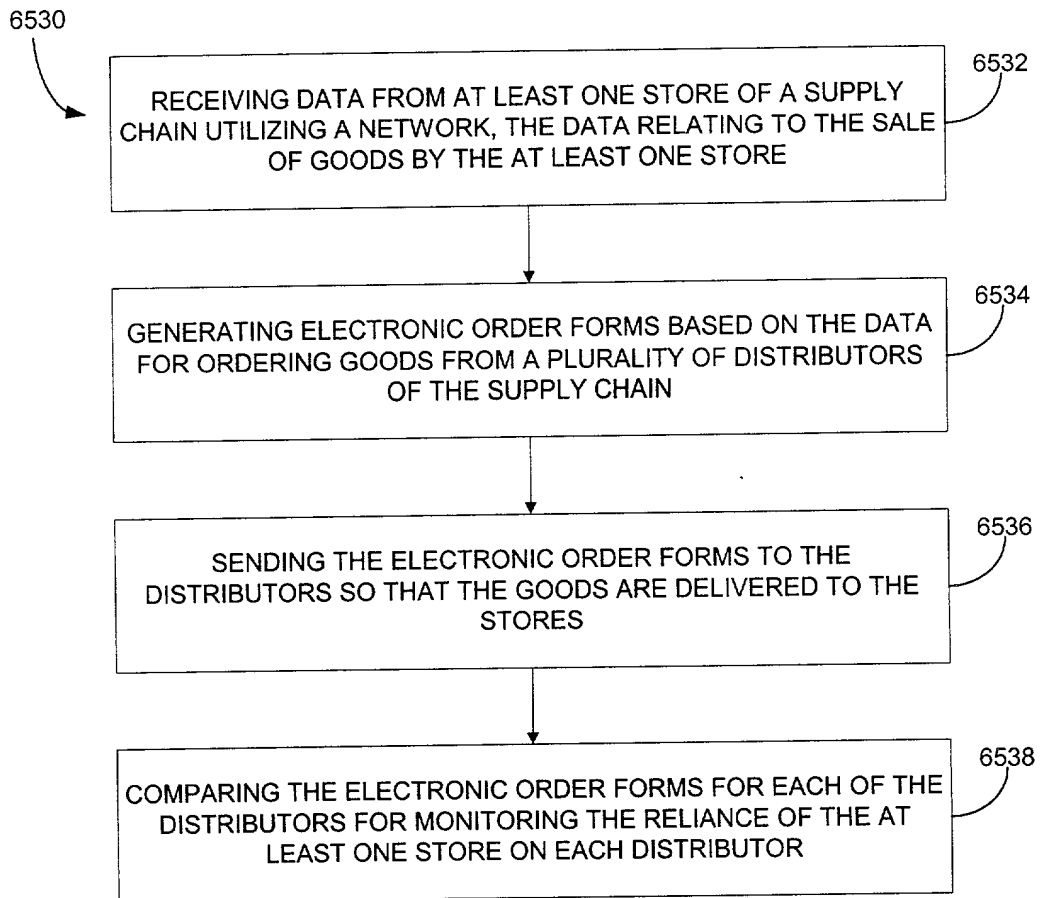 6530
6532
RECEIVING DATA FROM AT LEAST ONE STORE OF A SUPPLY
CHAIN UTILIZING A NETWORK, THE DATA RELATING TO THE SALE
OF GOODS BY THE AT LEAST ONE STORE
6534
GENERATING ELECTRONIC ORDER FORMS BASED ON THE DATA
FOR ORDERING GOODS FROM A PLURALITY OF DISTRIBUTORS
OF THE SUPPLY CHAIN
6536
SENDING THE ELECTRONIC ORDER FORMS TO THE
DISTRIBUTORS SO THAT THE GOODS ARE DELIVERED TO THE
STORES
6538
COMPARING THE ELECTRONIC ORDER FORMS FOR EACH OF THE
DISTRIBUTORS FOR MONITORING THE RELIANCE OF THE AT
LEAST ONE STORE ON EACH DISTRIBUTOR